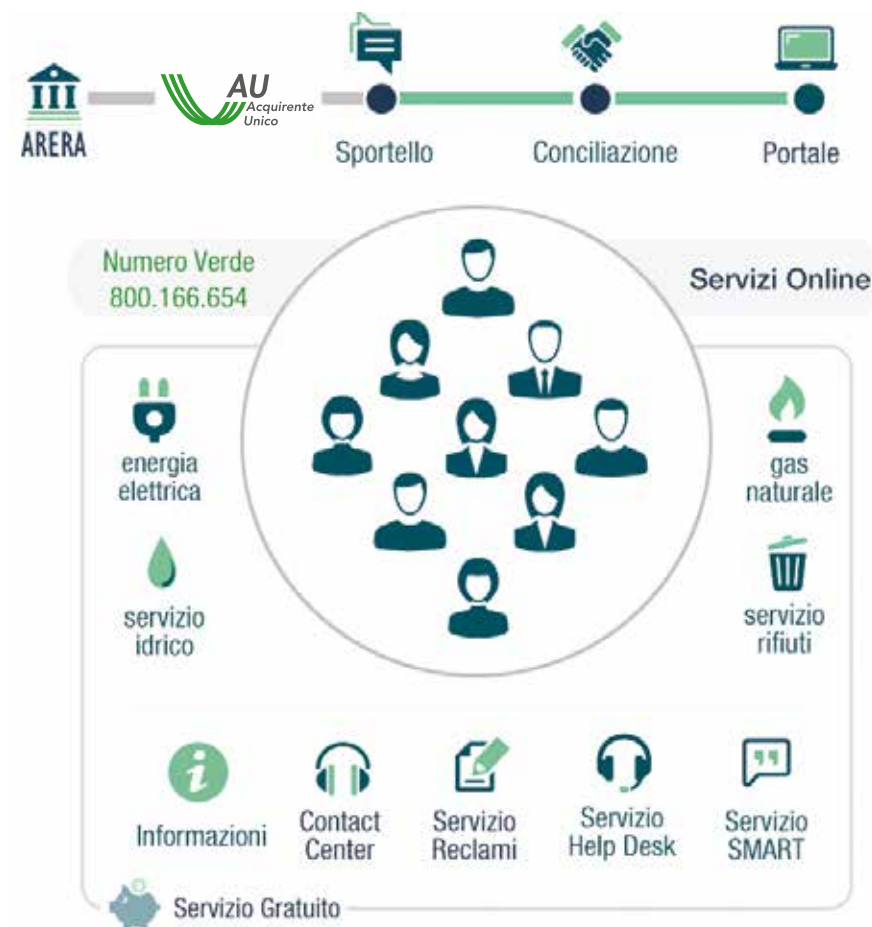 ARERA
AU
Acquirente
Unico
Sportello
Conciliazione
Portale
Numero Verde
800.166.654
Servizi Online
energia
elettrica
gas
naturale
servizio
idrico
servizio
rifiuti
Informazioni
Contact
Center
Servizio
Reclami
Servizio
Help Desk
Servizio
SMART
Servizio Gratuito